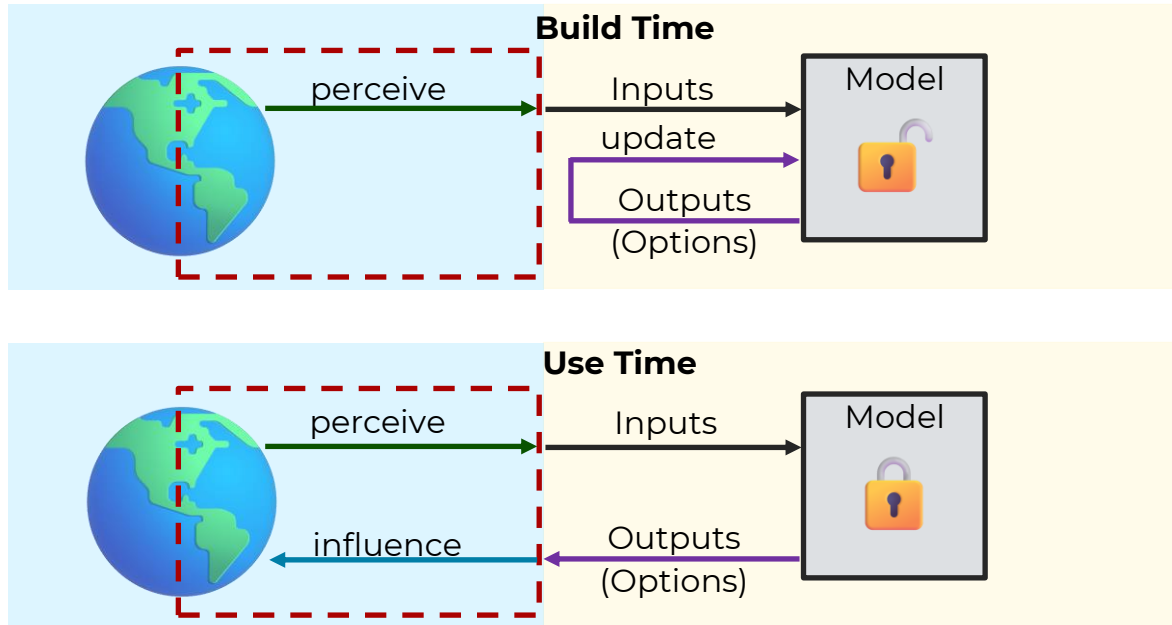 Build Time
perceive
Inputs
Model
update
Outputs
(Options)
Use Time
perceive
Inputs
Model
influence
Outputs
(Options)